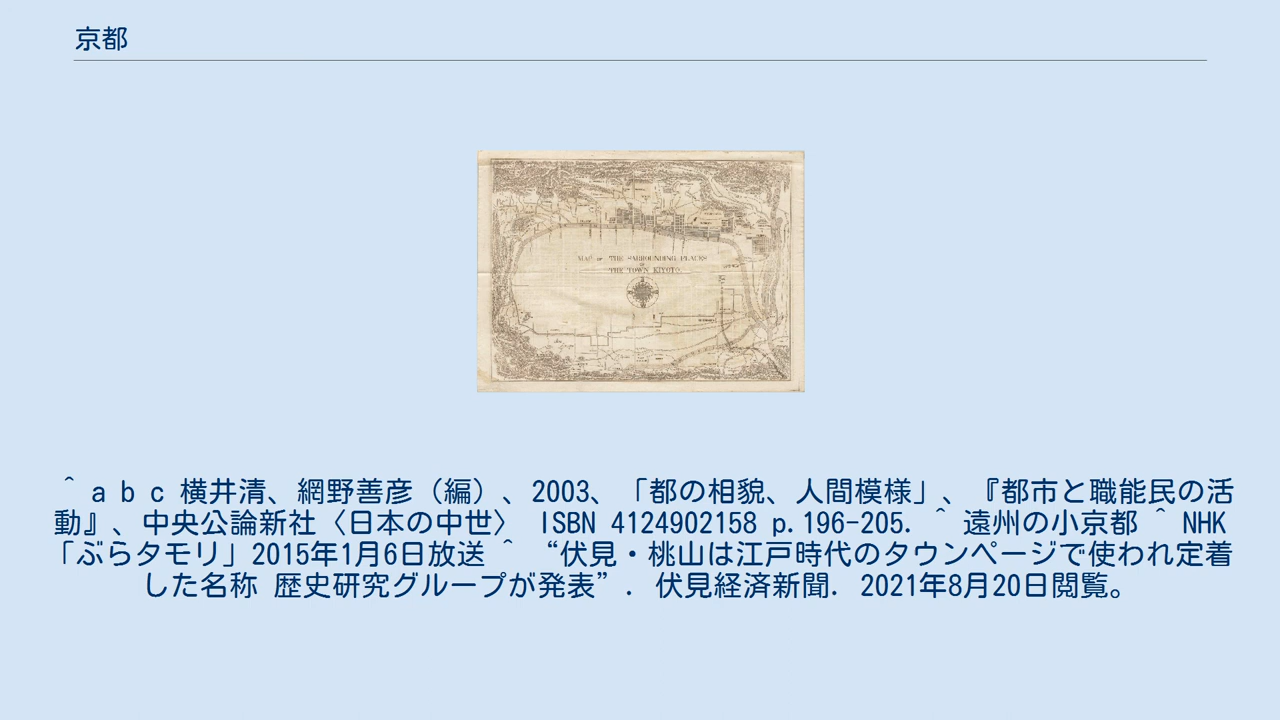 京都
MAP OF THE SURROUNDING PLACES
THE TOWN KIYOTO.
^ a b c 横井清、網野善彦（編）、2003、「都の相貌、人間模様」、『都市と職能民の活
動』、中央公論新社〈日本の中世〉 ISBN 4124902158 p.196-205. ^ 遠州の小京都 ^ NHK
「ぶらタモリ」2015年1月6日放送 ^ “伏見・桃山は江戸時代のタウンページで使われ定着
した名称 歴史研究グループが発表”. 伏見経済新聞. 2021年8月20日閲覧。